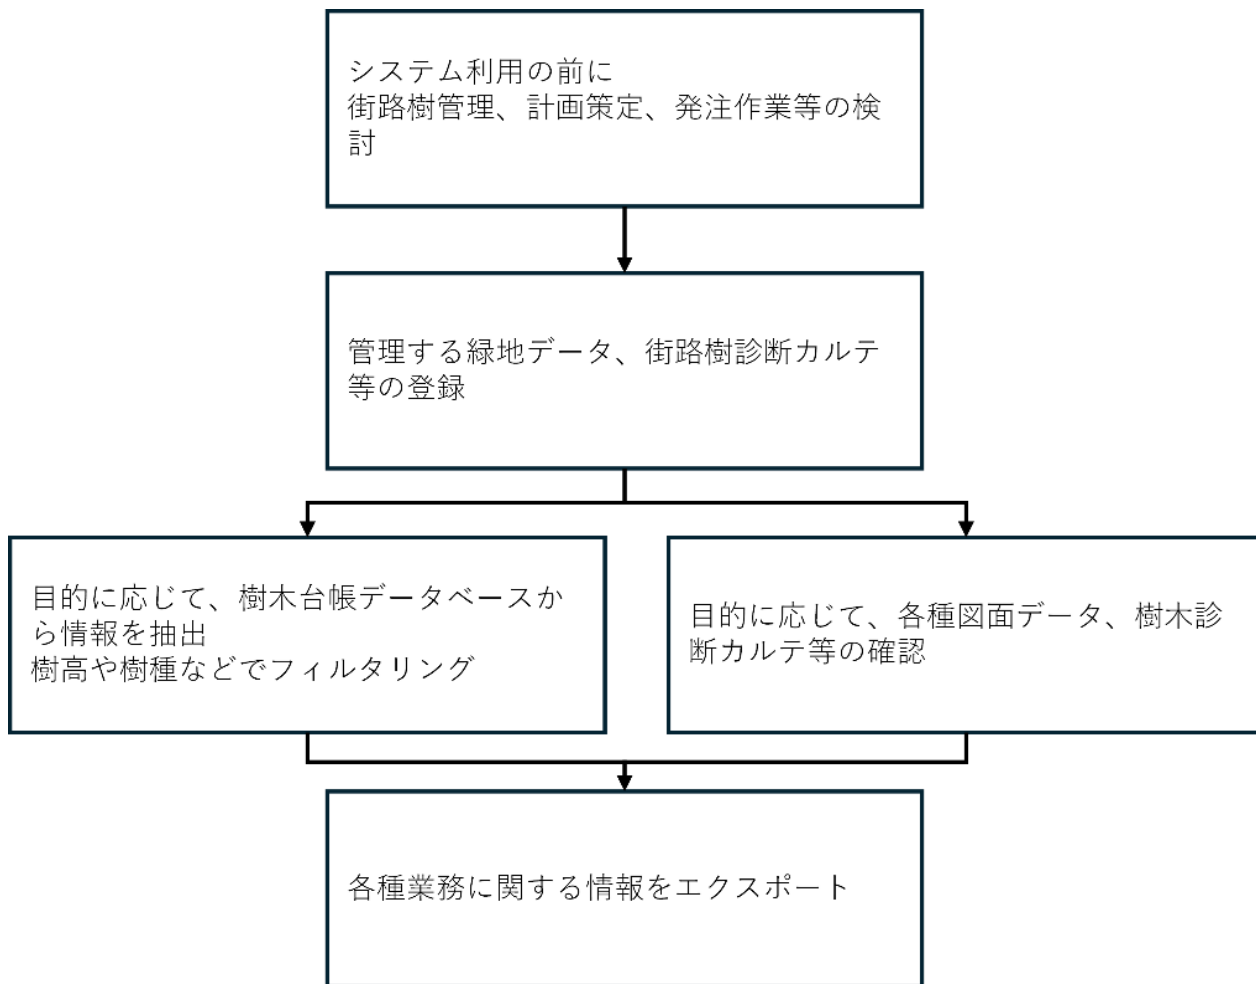 システム利用の前に
街路樹管理、計画策定、発注作業等の検
討
管理する緑地データ、街路樹診断カルテ
等の登録
目的に応じて、樹木台帳データベースか
ら情報を抽出
樹高や樹種などでフィルタリング
目的に応じて、各種図面データ、樹木診
断カルテ等の確認
各種業務に関する情報をエクスポート